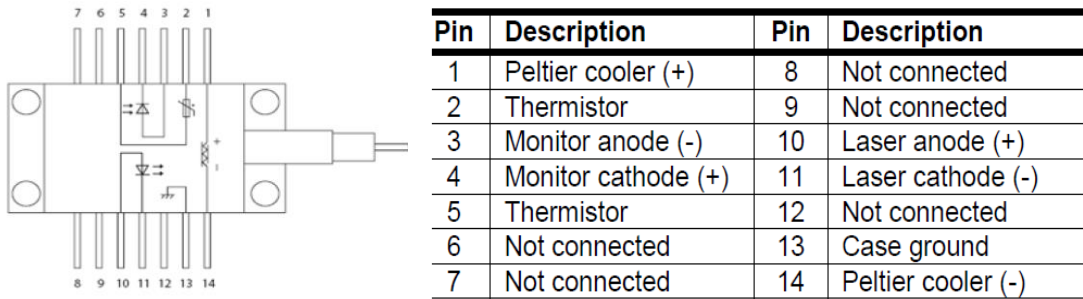 7 6 5 4 3 2 1
+
-
8 9 10 11 12 13 14
Pin Description Pin Description
1 Peltier cooler (+) 8 Not connected
2 Thermistor 9 Not connected
3 Monitor anode (-) 10 Laser anode (+)
4 Monitor cathode (+) 11 Laser cathode (-)
5 Thermistor 12 Not connected
6 Not connected 13 Case ground
7 Not connected 14 Peltier cooler (-)